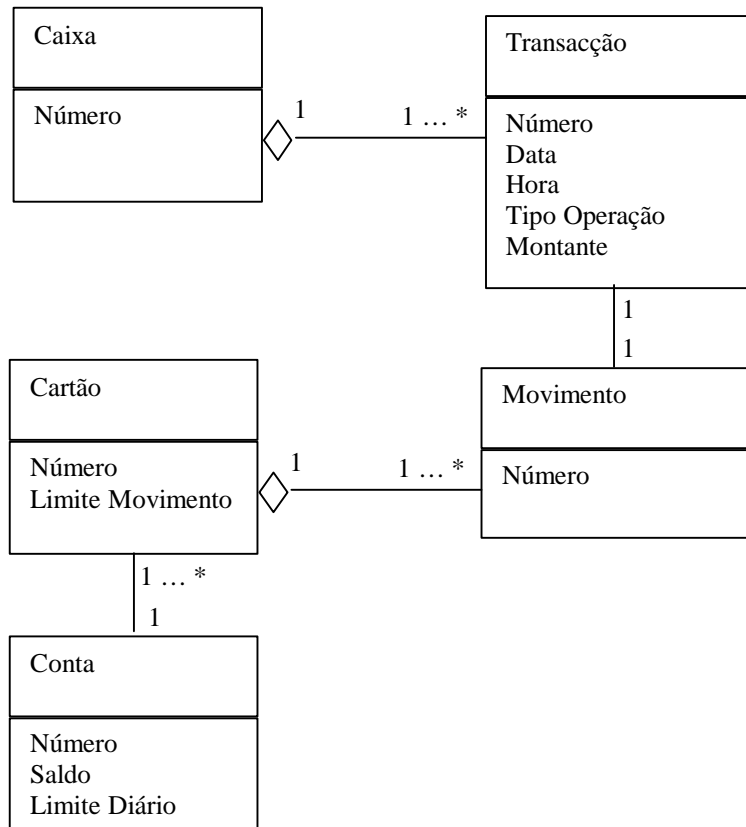 Caixa
Número
1
1 ... *
Transacção
Número
Data
Hora
Tipo Operação
Montante
1
1
Cartão
Número
Limite Movimento
1
1 ... *
Movimento
Número
1 ... *
1
Conta
Número
Saldo
Limite Diário